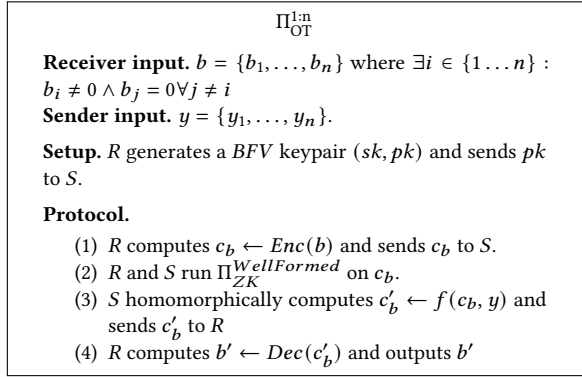 Π_OT^{1:n}
Receiver input. b = {b_1, . . . , b_n} where ∃i ∈ {1 . . . n} :
b_i ≠ 0 ∧ b_j = 0∀j ≠ i
Sender input. y = {y_1, . . . , y_n}.
Setup. R generates a BFV keypair (sk, pk) and sends pk
to S.
Protocol.
(1) R computes c_b ← Enc(b) and sends c_b to S.
(2) R and S run Π_ZK^{WellFormed} on c_b.
(3) S homomorphically computes c′_b ← f(c_b, y) and
sends c′_b to R
(4) R computes b′ ← Dec(c′_b) and outputs b′